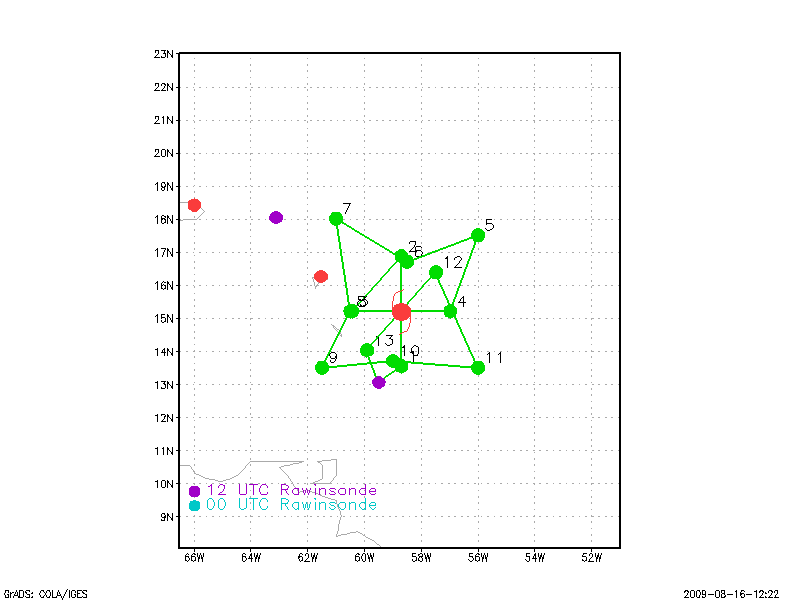 23N
22N
21N
20N
19N
18N
17N
16N
15N
14N
13N
12N
11N
10N
9N
7
5
2
6
12
4
13
10
1
9
11
12 UTC Rawinsonde
00 UTC Rawinsonde
66W 64W 62W 60W 58W 56W 54W 52W
GrADS: COLA/IGES
2009-08-16-12:22